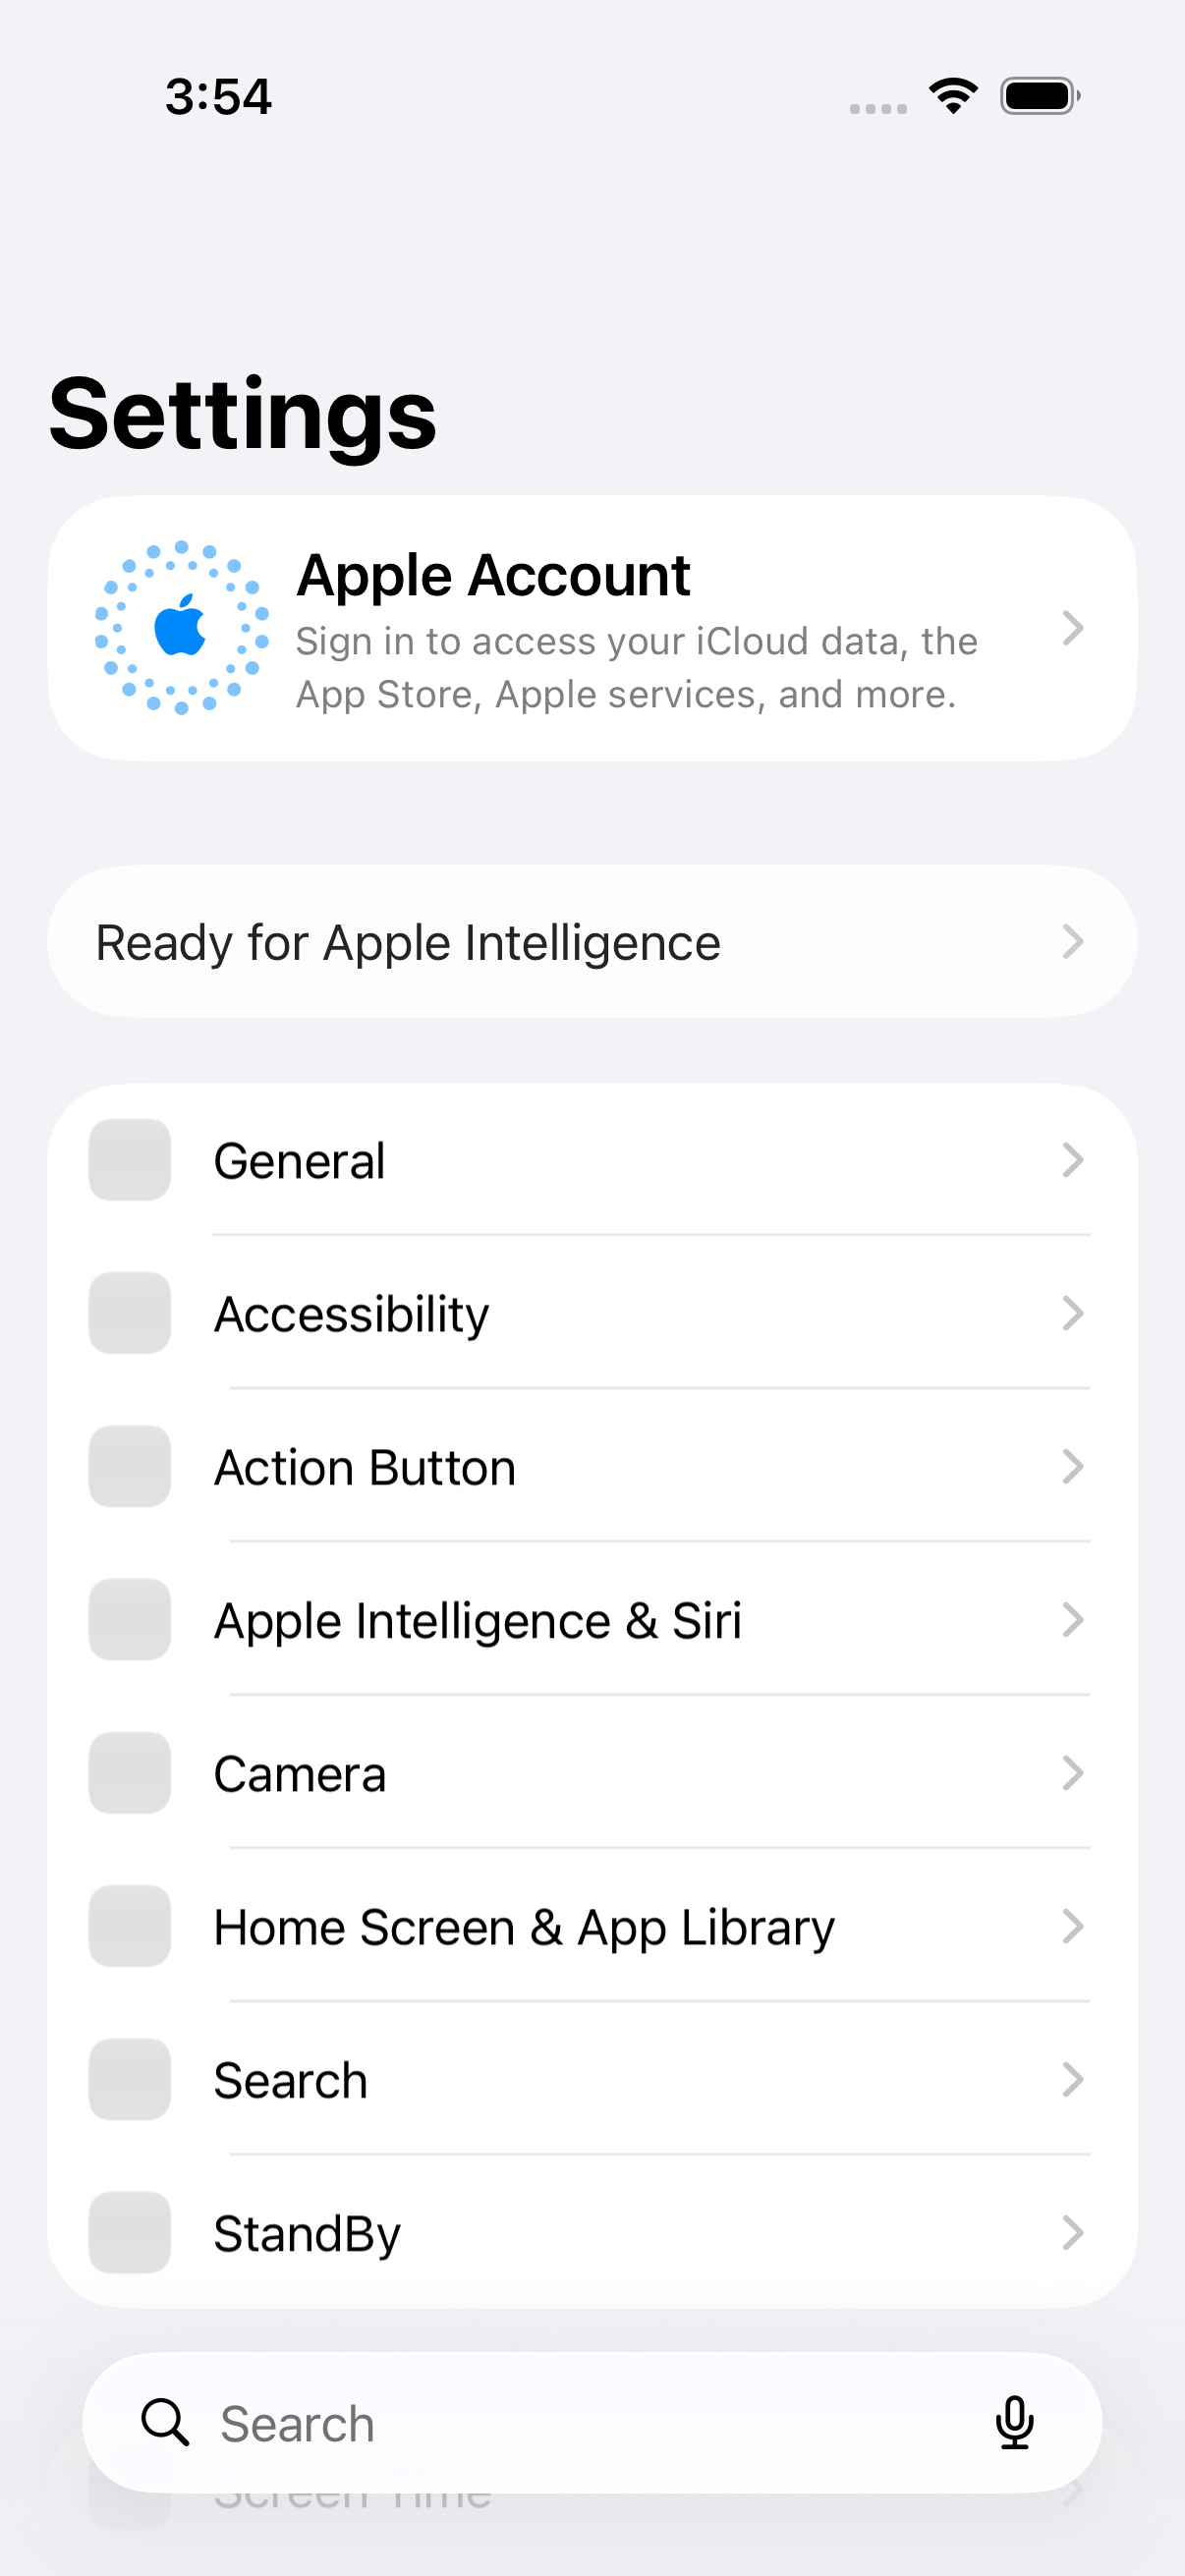 3:54
Settings
Apple Account
Sign in to access your iCloud data, the
App Store, Apple services, and more.
Ready for Apple Intelligence
General
Accessibility
Action Button
Apple Intelligence & Siri
Camera
Home Screen & App Library
Search
StandBy
Search
Screen Time